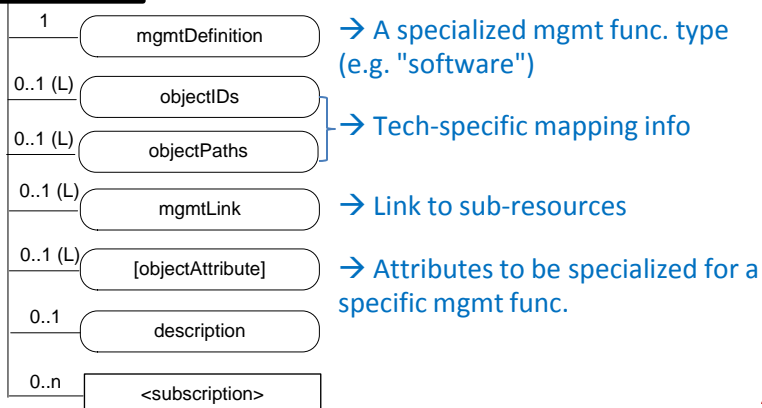 1
mgmtDefinition
→ A specialized mgmt func. type
(e.g. "software")
0..1 (L)
objectIDs
0..1 (L)
objectPaths
→ Tech-specific mapping info
0..1 (L)
mgmtLink
→ Link to sub-resources
0..1 (L)
[objectAttribute]
→ Attributes to be specialized for a
specific mgmt func.
0..1
description
0..n
<subscription>